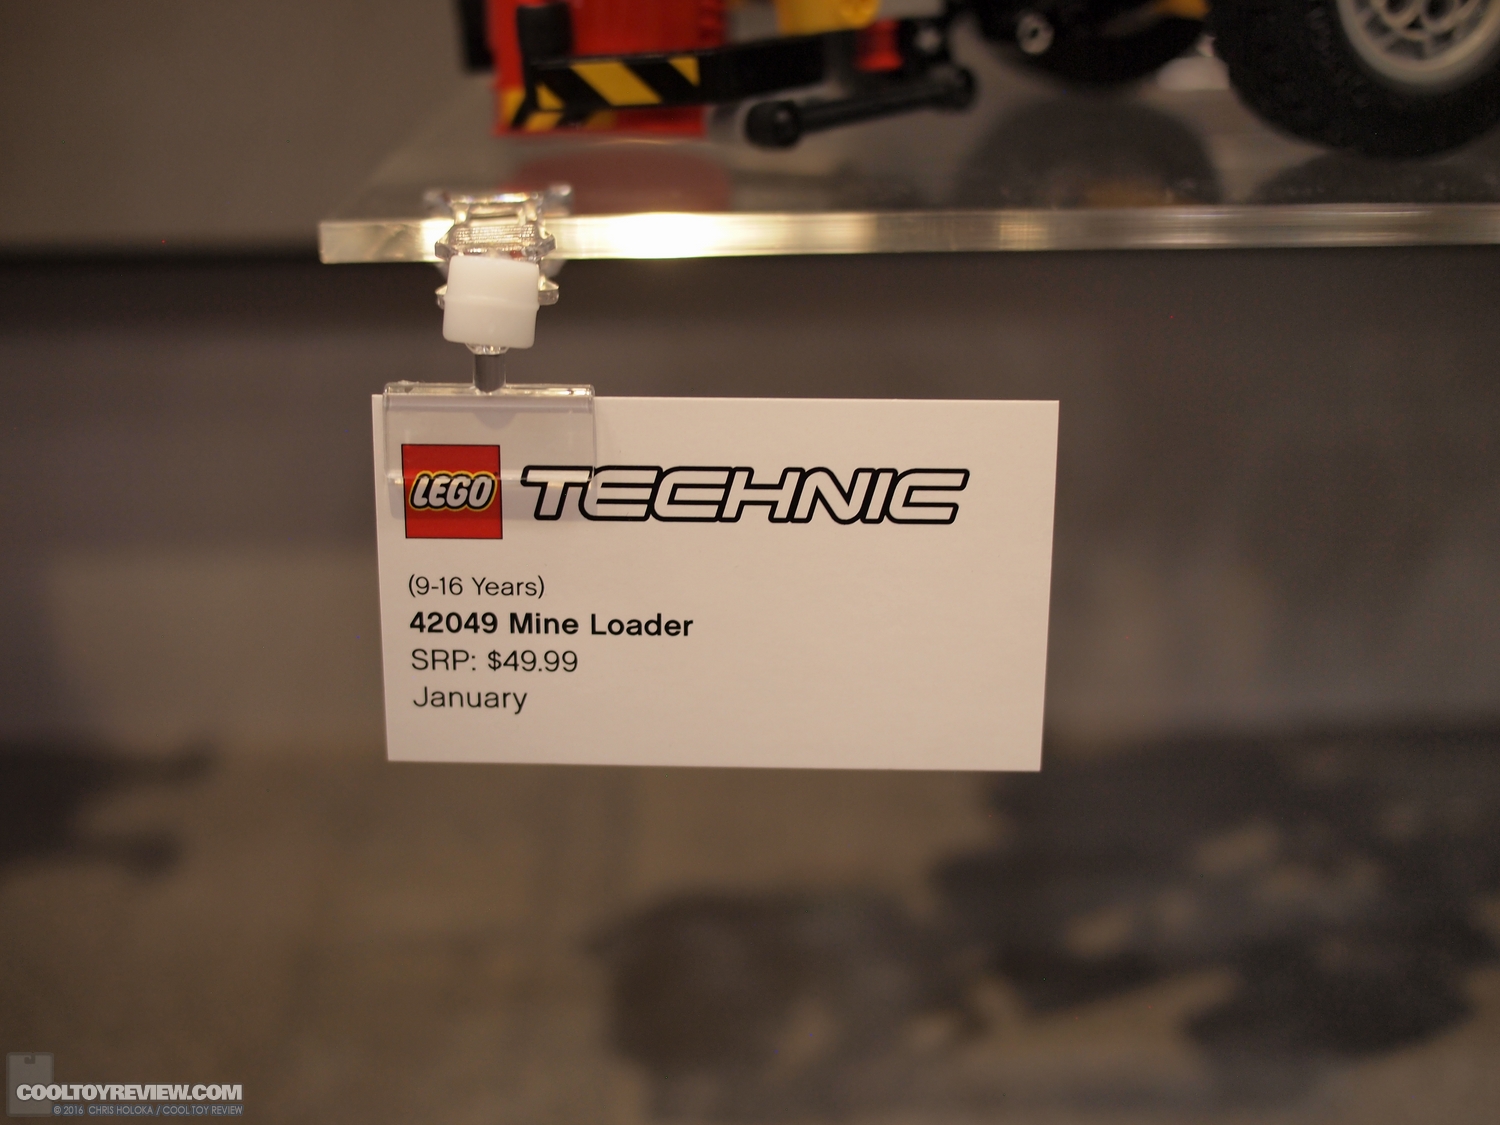 LEGO TECHNIC
(9-16 Years)
42049 Mine Loader
SRP: $49.99
January
COOLTOYREVIEW.COM
© 2016 CHRIS HOLOKA / COOL TOY REVIEW